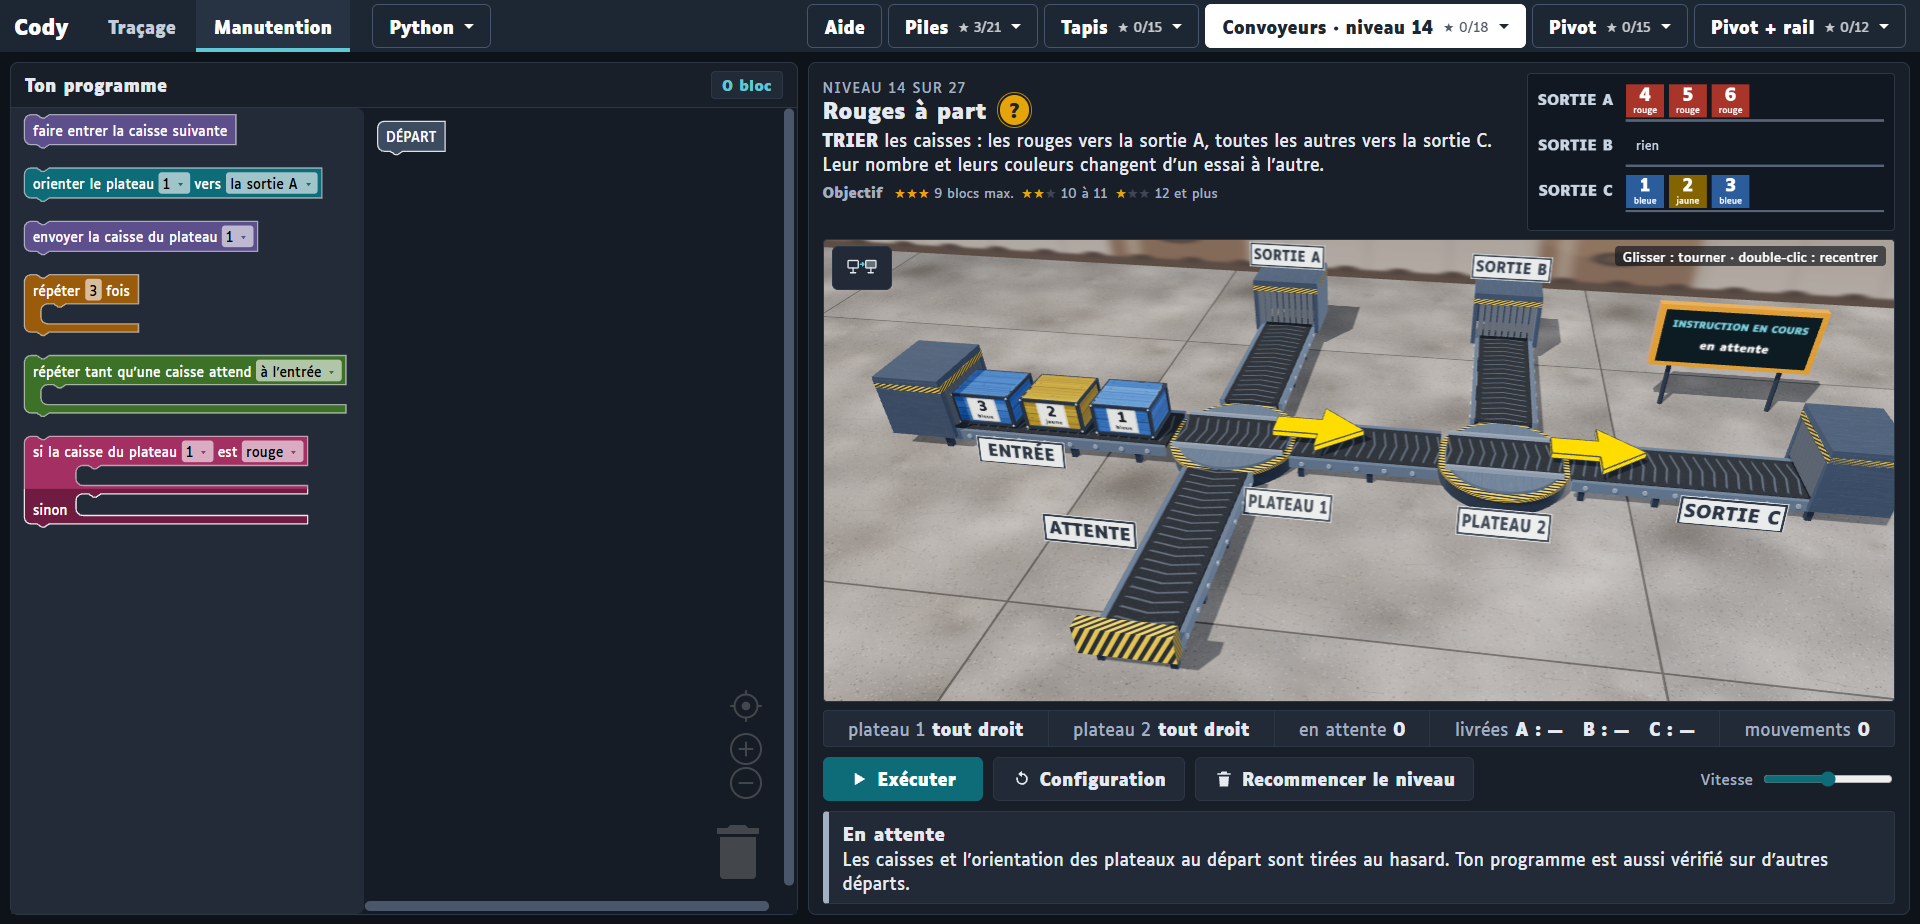 Cody
Traçage
Manutention
Python
Aide
Piles ★ 3/21
Tapis ★ 0/15
Convoyeurs · niveau 14 ★ 0/18
Pivot ★ 0/15
Pivot + rail ★ 0/12
Ton programme
0 bloc
faire entrer la caisse suivante
orienter le plateau 1 vers la sortie A
envoyer la caisse du plateau 1
répéter 3 fois
répéter tant qu'une caisse attend à l'entrée
si la caisse du plateau 1 est rouge
sinon
DÉPART
NIVEAU 14 SUR 27
Rouges à part ?
TRIER les caisses : les rouges vers la sortie A, toutes les autres vers la sortie C.
Leur nombre et leurs couleurs changent d'un essai à l'autre.
Objectif ★★★ 9 blocs max. ★★★ 10 à 11 ★★★ 12 et plus
SORTIE A
4 rouge
5 rouge
6 rouge
SORTIE B
rien
SORTIE C
1 bleue
2 jaune
3 bleue
Glisser : tourner · double-clic : recentrer
SORTIE A
SORTIE B
INSTRUCTION EN COURS
en attente
3 bleue
2 jaune
1 bleue
ENTRÉE
PLATEAU 1
ATTENTE
PLATEAU 2
SORTIE C
plateau 1 tout droit
plateau 2 tout droit
en attente 0
livrées A : — B : — C : —
mouvements 0
Exécuter
Configuration
Recommencer le niveau
Vitesse
En attente
Les caisses et l'orientation des plateaux au départ sont tirées au hasard. Ton programme est aussi vérifié sur d'autres
départs.